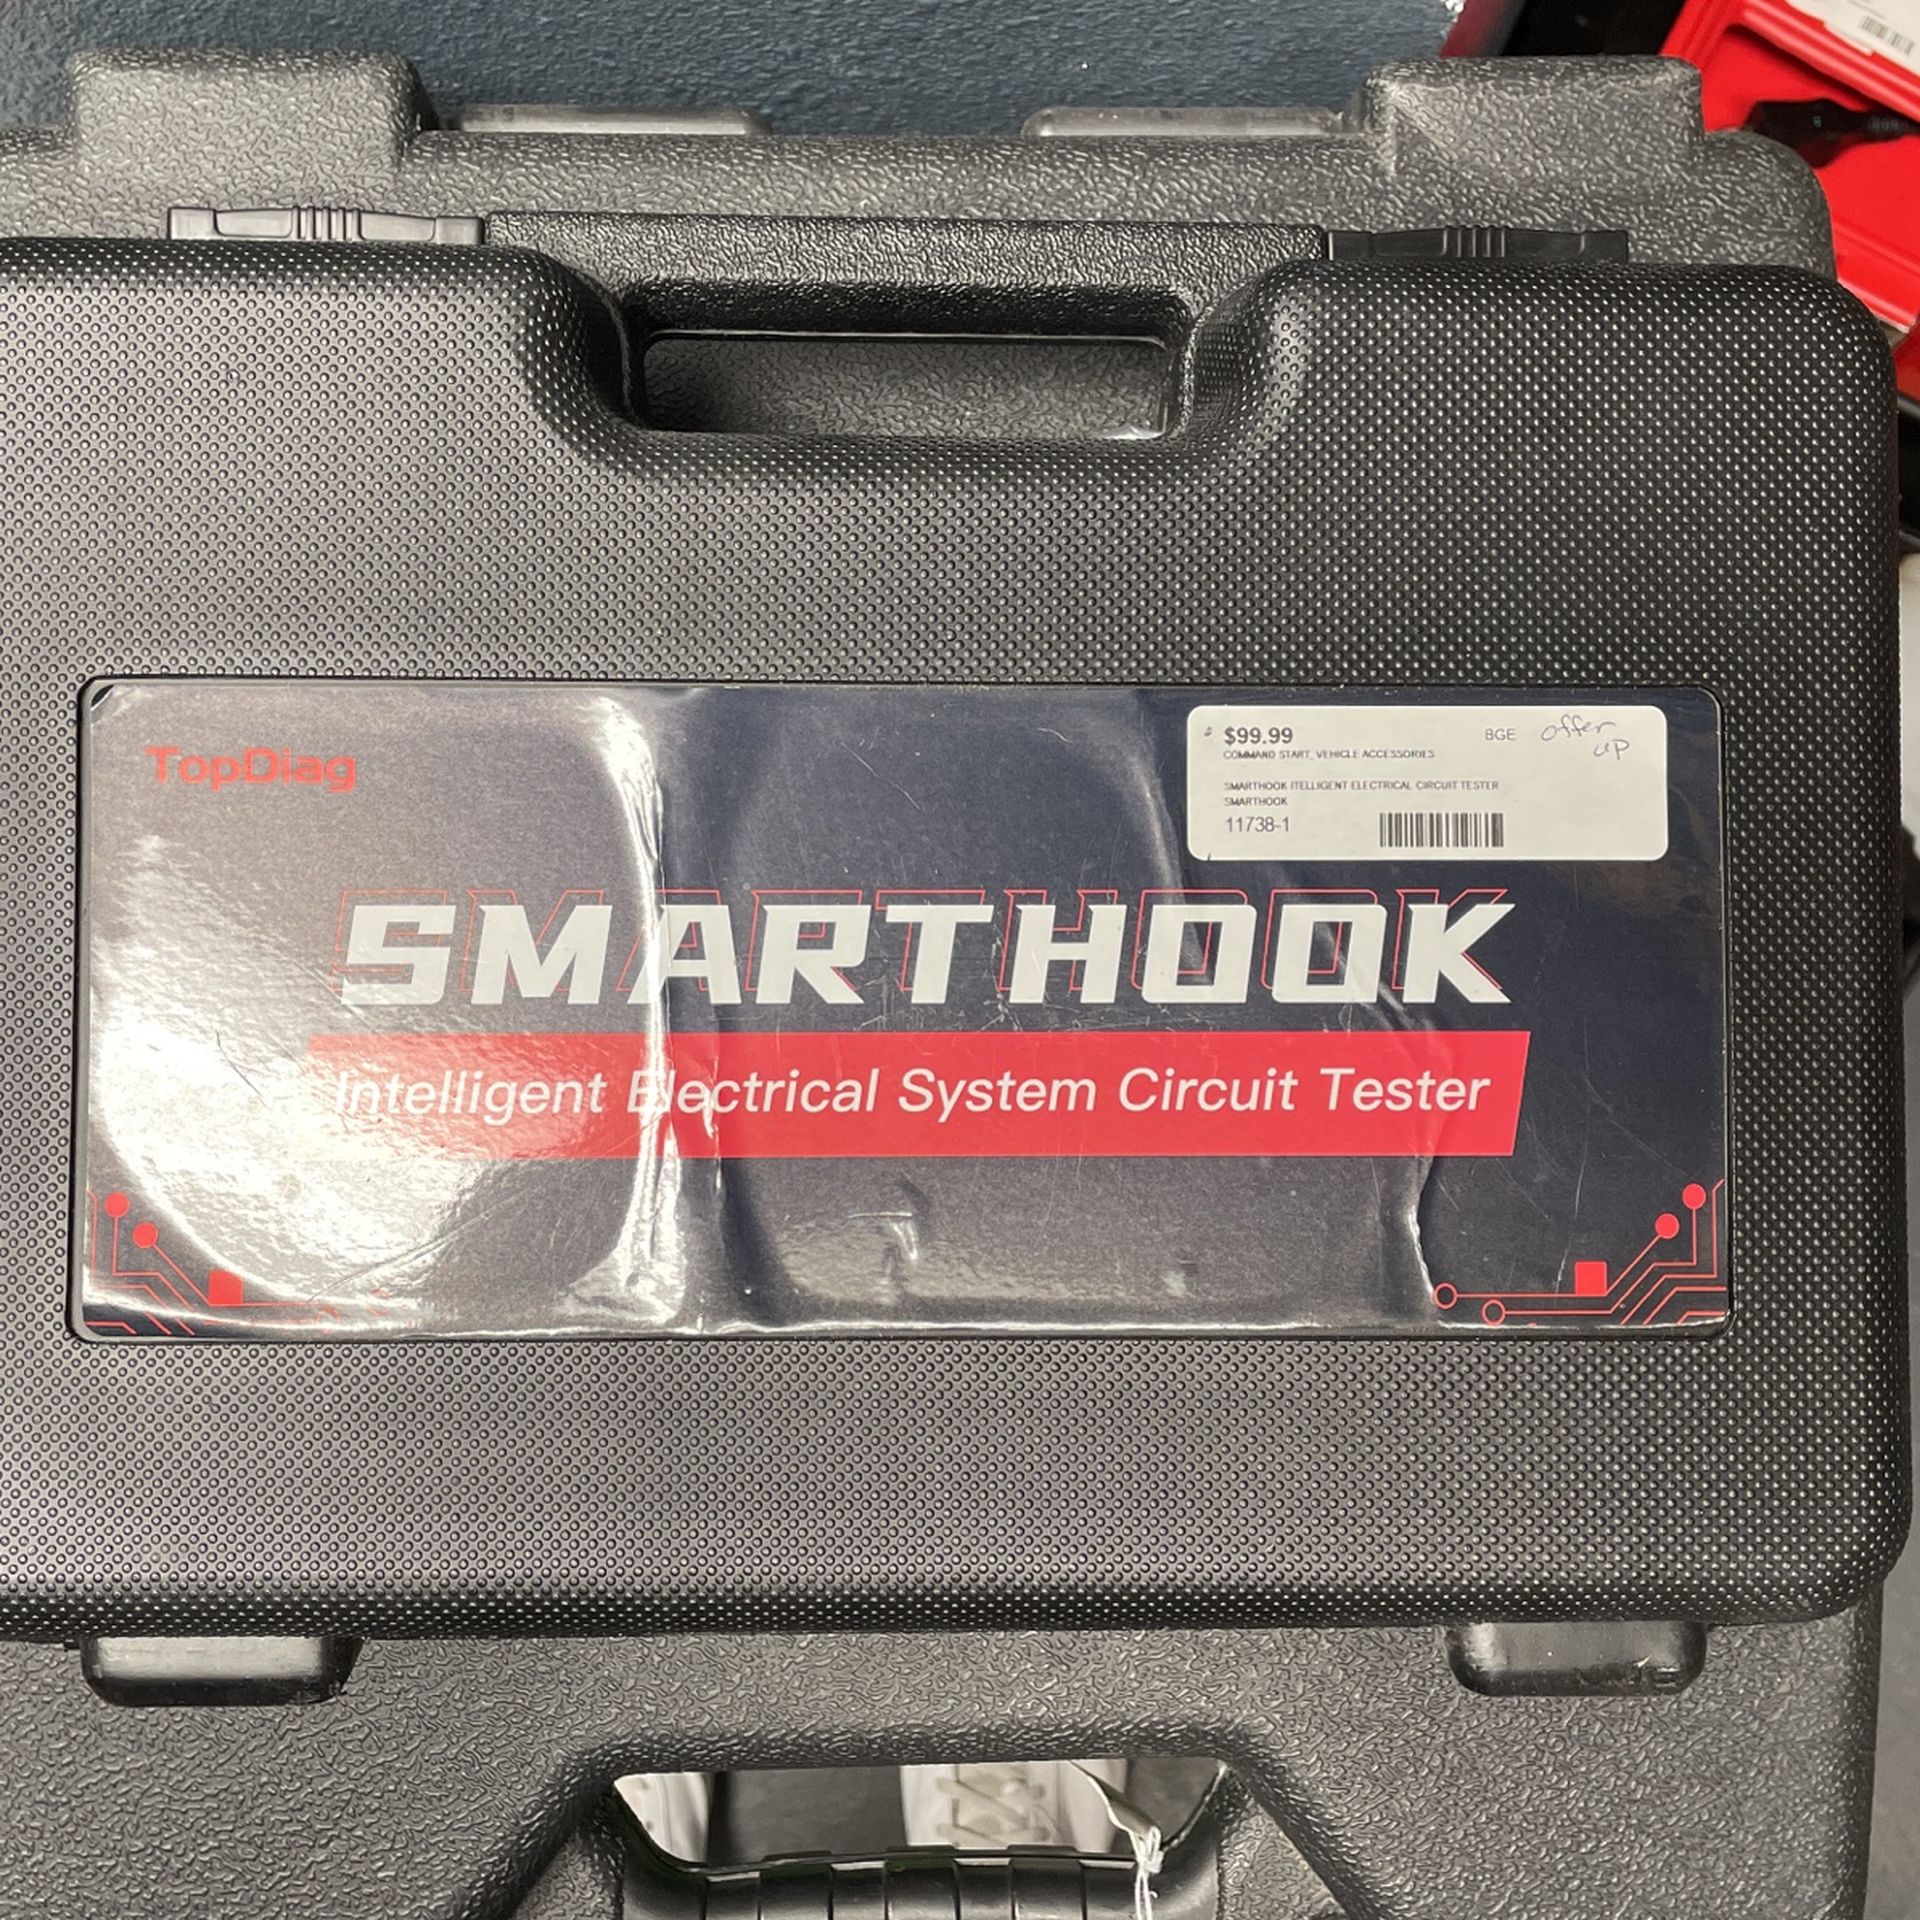 TopDiag
$99.99 BGE offer up
COMMAND START, VEHICLE ACCESSORIES
SMARTHOOK ITELLIGENT ELECTRICAL CIRCUIT TESTER
SMARTHOOK
11738-1
SMARTHOOK
Intelligent Electrical System Circuit Tester